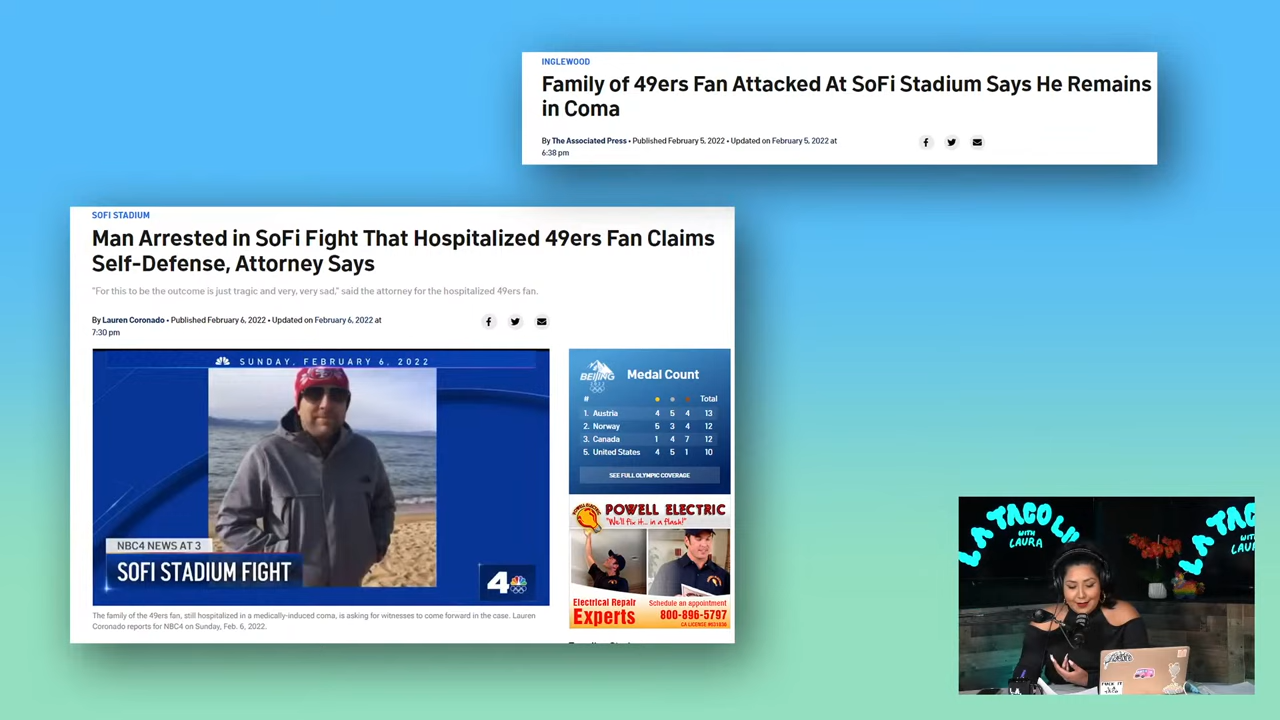 INGLEWOOD
Family of 49ers Fan Attacked At SoFi Stadium Says He Remains
in Coma
By The Associated Press • Published February 5, 2022 • Updated on February 5, 2022 at
6:38 pm
SOFI STADIUM
Man Arrested in SoFi Fight That Hospitalized 49ers Fan Claims
Self-Defense, Attorney Says
"For this to be the outcome is just tragic and very, very sad," said the attorney for the hospitalized 49ers fan.
By Lauren Coronado • Published February 6, 2022 • Updated on February 6, 2022 at
7:30 pm
SUNDAY, FEBRUARY 6, 2022
NBC4 NEWS AT 3
SOFI STADIUM FIGHT
4
The family of the 49ers fan, still hospitalized in a medically-induced coma, is asking for witnesses to come forward in the case. Lauren
Coronado reports for NBC4 on Sunday, Feb. 6, 2022.
BEIJING
Medal Count
# Total
1. Austria 4 5 4 13
2. Norway 5 3 4 12
3. Canada 1 4 7 12
5. United States 4 5 1 10
SEE FULL OLYMPIC COVERAGE
POWELL ELECTRIC
"We'll fix it... in a flash!"
Electrical Repair
Experts
Schedule an appointment
800-896-5797
LA TACO
WITH
LAURA
LA T
WITH